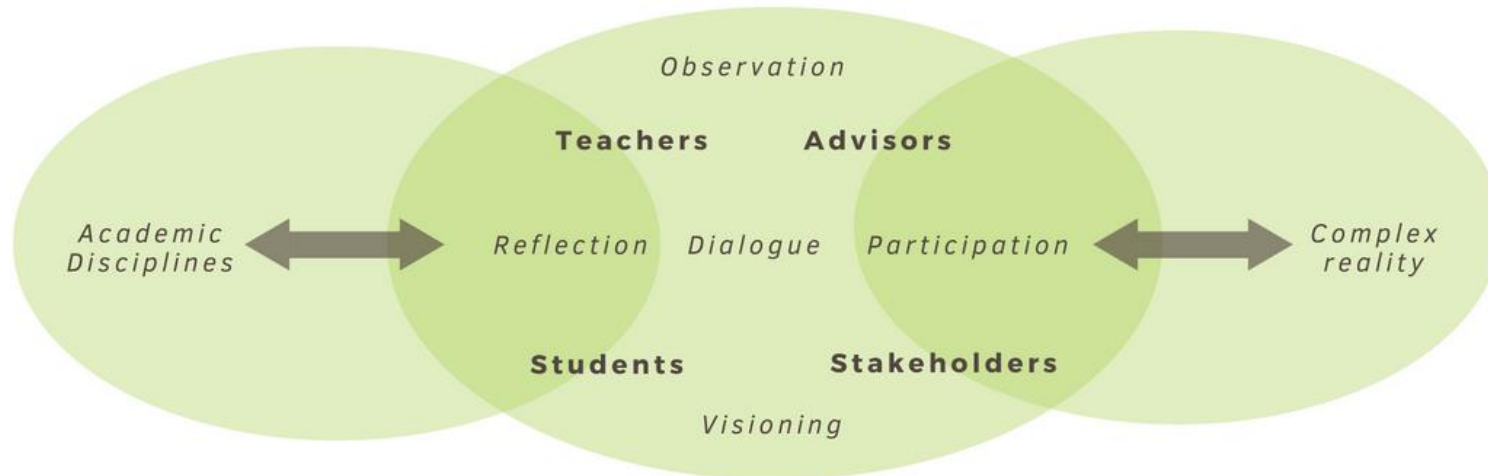 Observation
Teachers Advisors
Academic
Disciplines
Reflection Dialogue Participation
Complex
reality
Students Stakeholders
Visioning